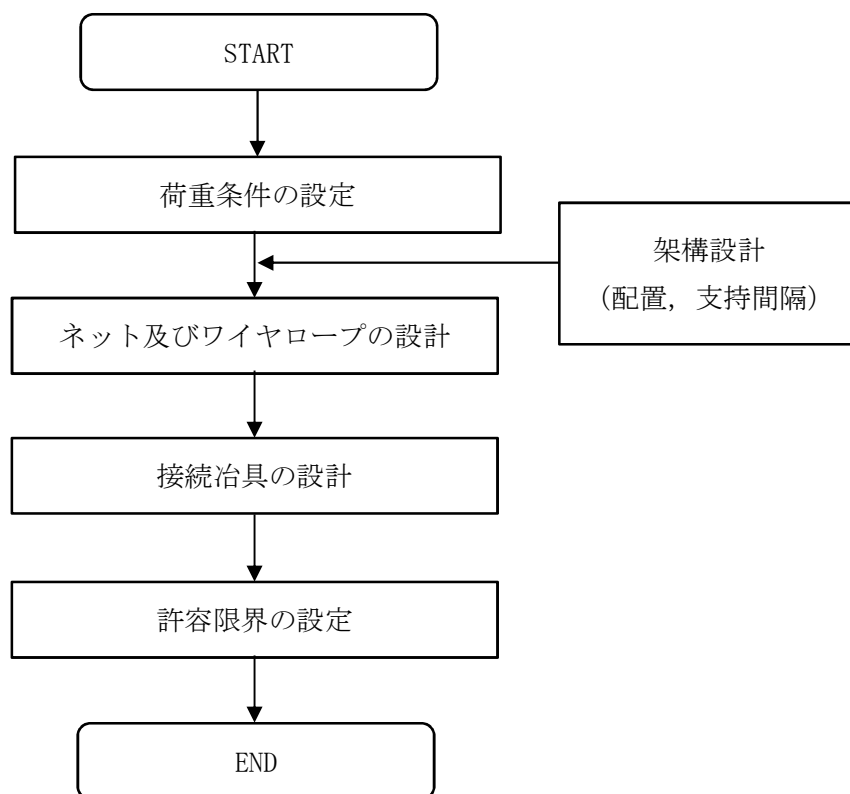 START
荷重条件の設定
架構設計
（配置，支持間隔）
ネット及びワイヤロープの設計
接続冶具の設計
許容限界の設定
END